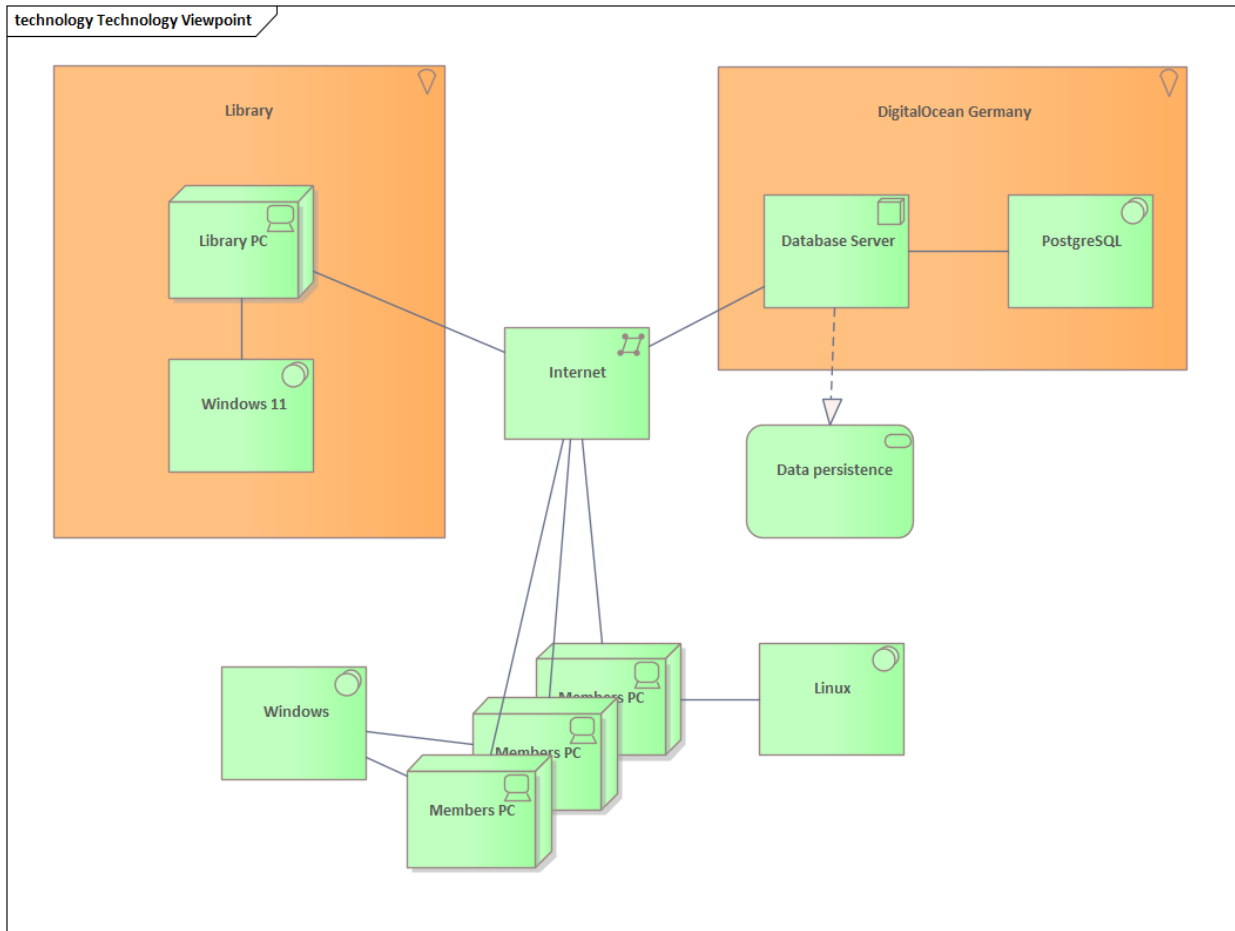 technology Technology Viewpoint
Library
DigitalOcean Germany
Library PC
Database Server
PostgreSQL
Internet
Windows 11
Data persistence
Members PC
Linux
Windows
Members PC
Members PC